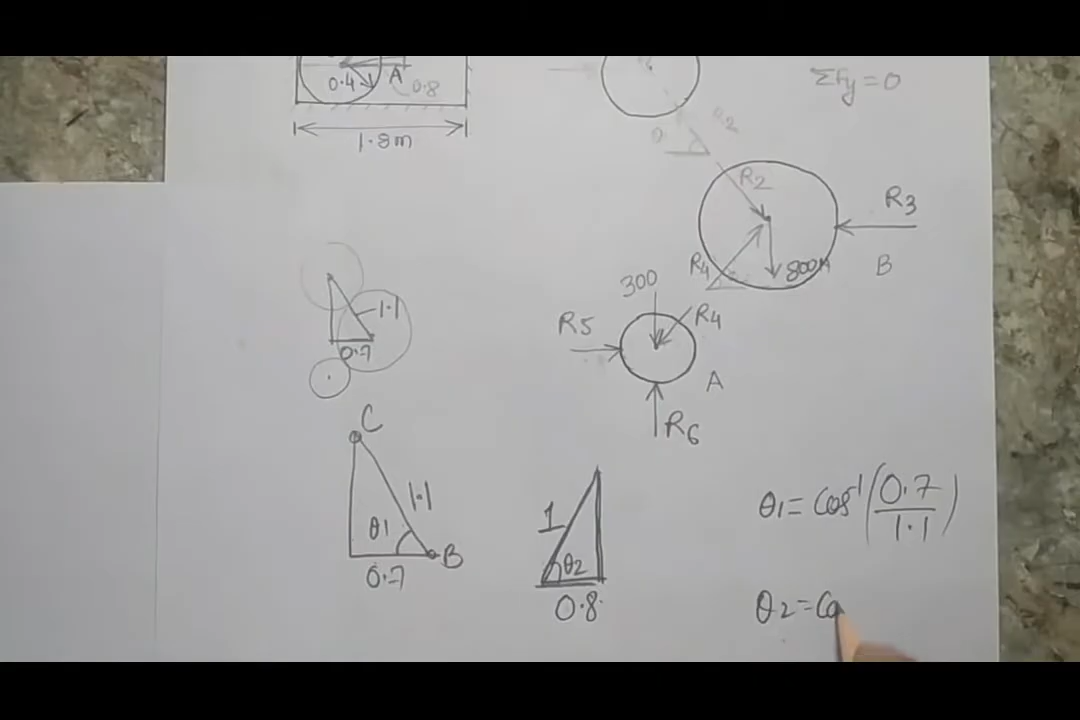 0.4 A 0.8
1.8m
ΣFy=0
θ
R2
R3
R4 800N B
300
R5 R4
A
R6
1.1
0.7
C
1.1
θ1
B
0.7
1
θ2
0.8
θ1 = Cos⁻¹(0.7/1.1)
θ2 = Co